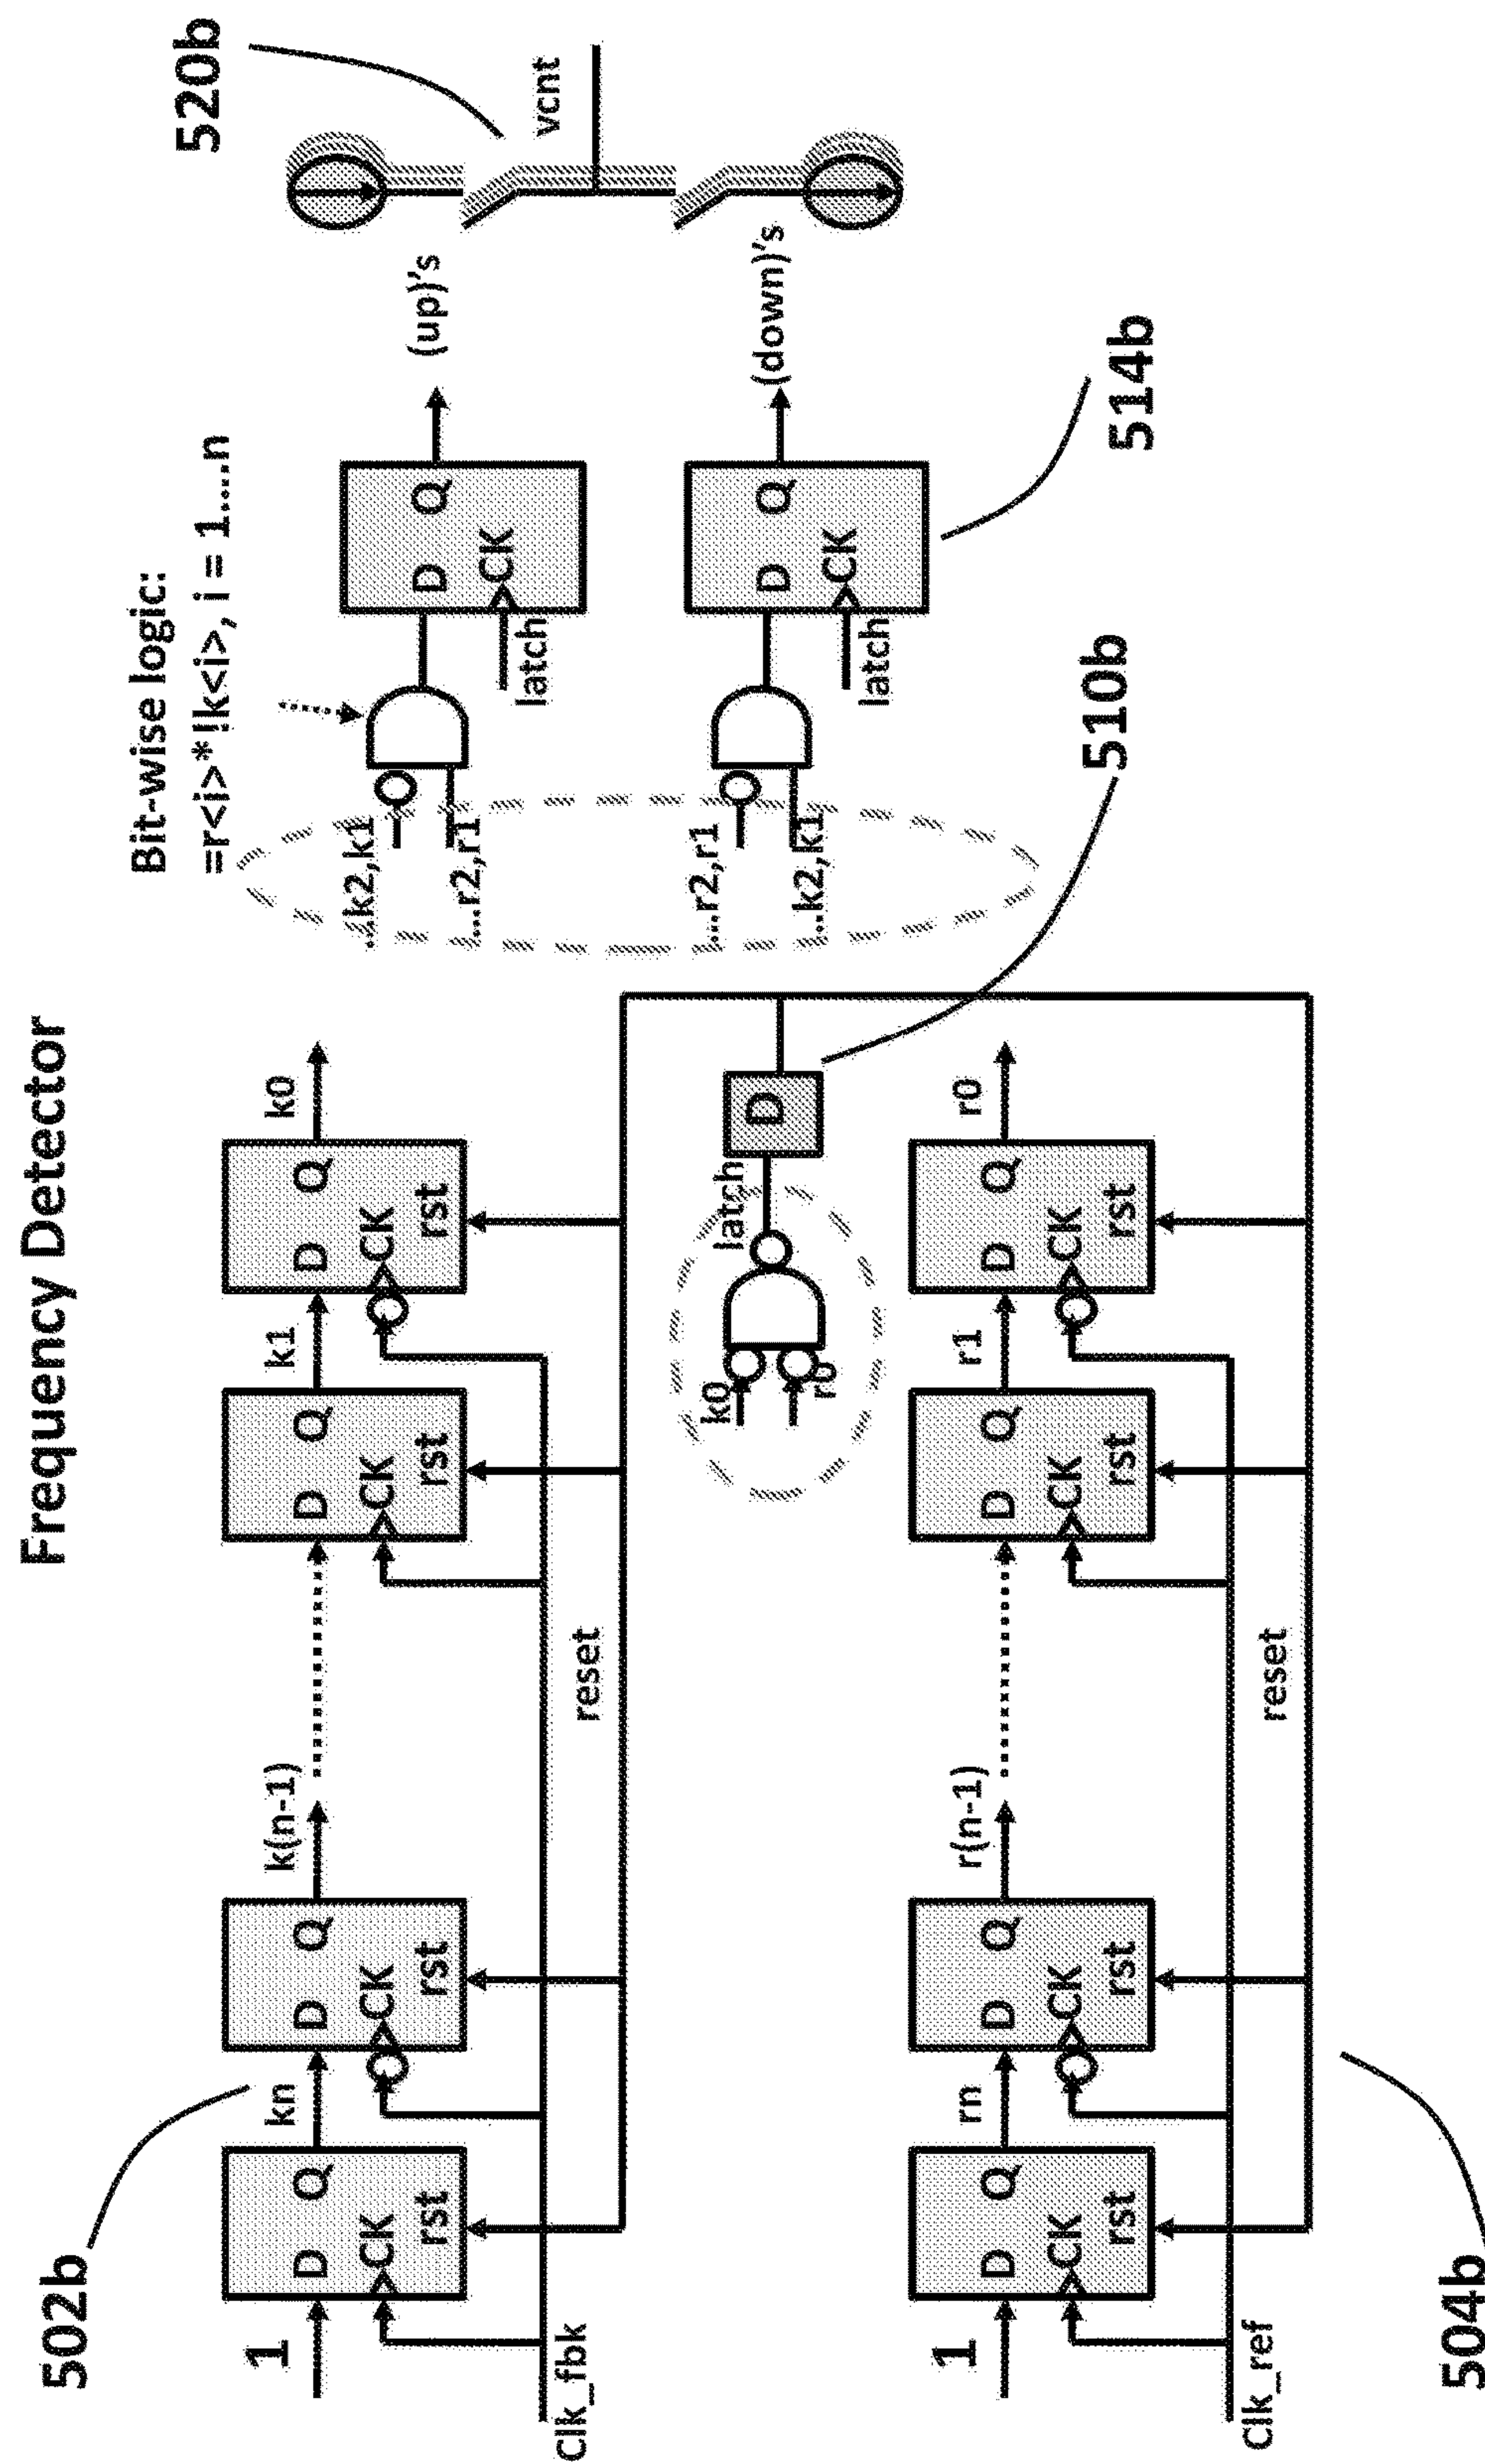 Frequency Detector
502b
1
D Q
CK
rst
kn
D Q
CK
rst
k(n-1)
D Q
CK
rst
k1
D Q
CK
rst
k0
Clk_fbk
reset
k0
r0
latch
D
510b
504b
1
D Q
CK
rst
rn
D Q
CK
rst
r(n-1)
D Q
CK
rst
r1
D Q
CK
rst
r0
Clk_ref
reset
Bit-wise logic:
=r<i>*!k<i>, i = 1....n
...k2,k1
...r2,r1
D Q
CK
latch
(up)'s
...r2,r1
...k2,k1
D Q
CK
latch
(down)'s
514b
520b
vcnt